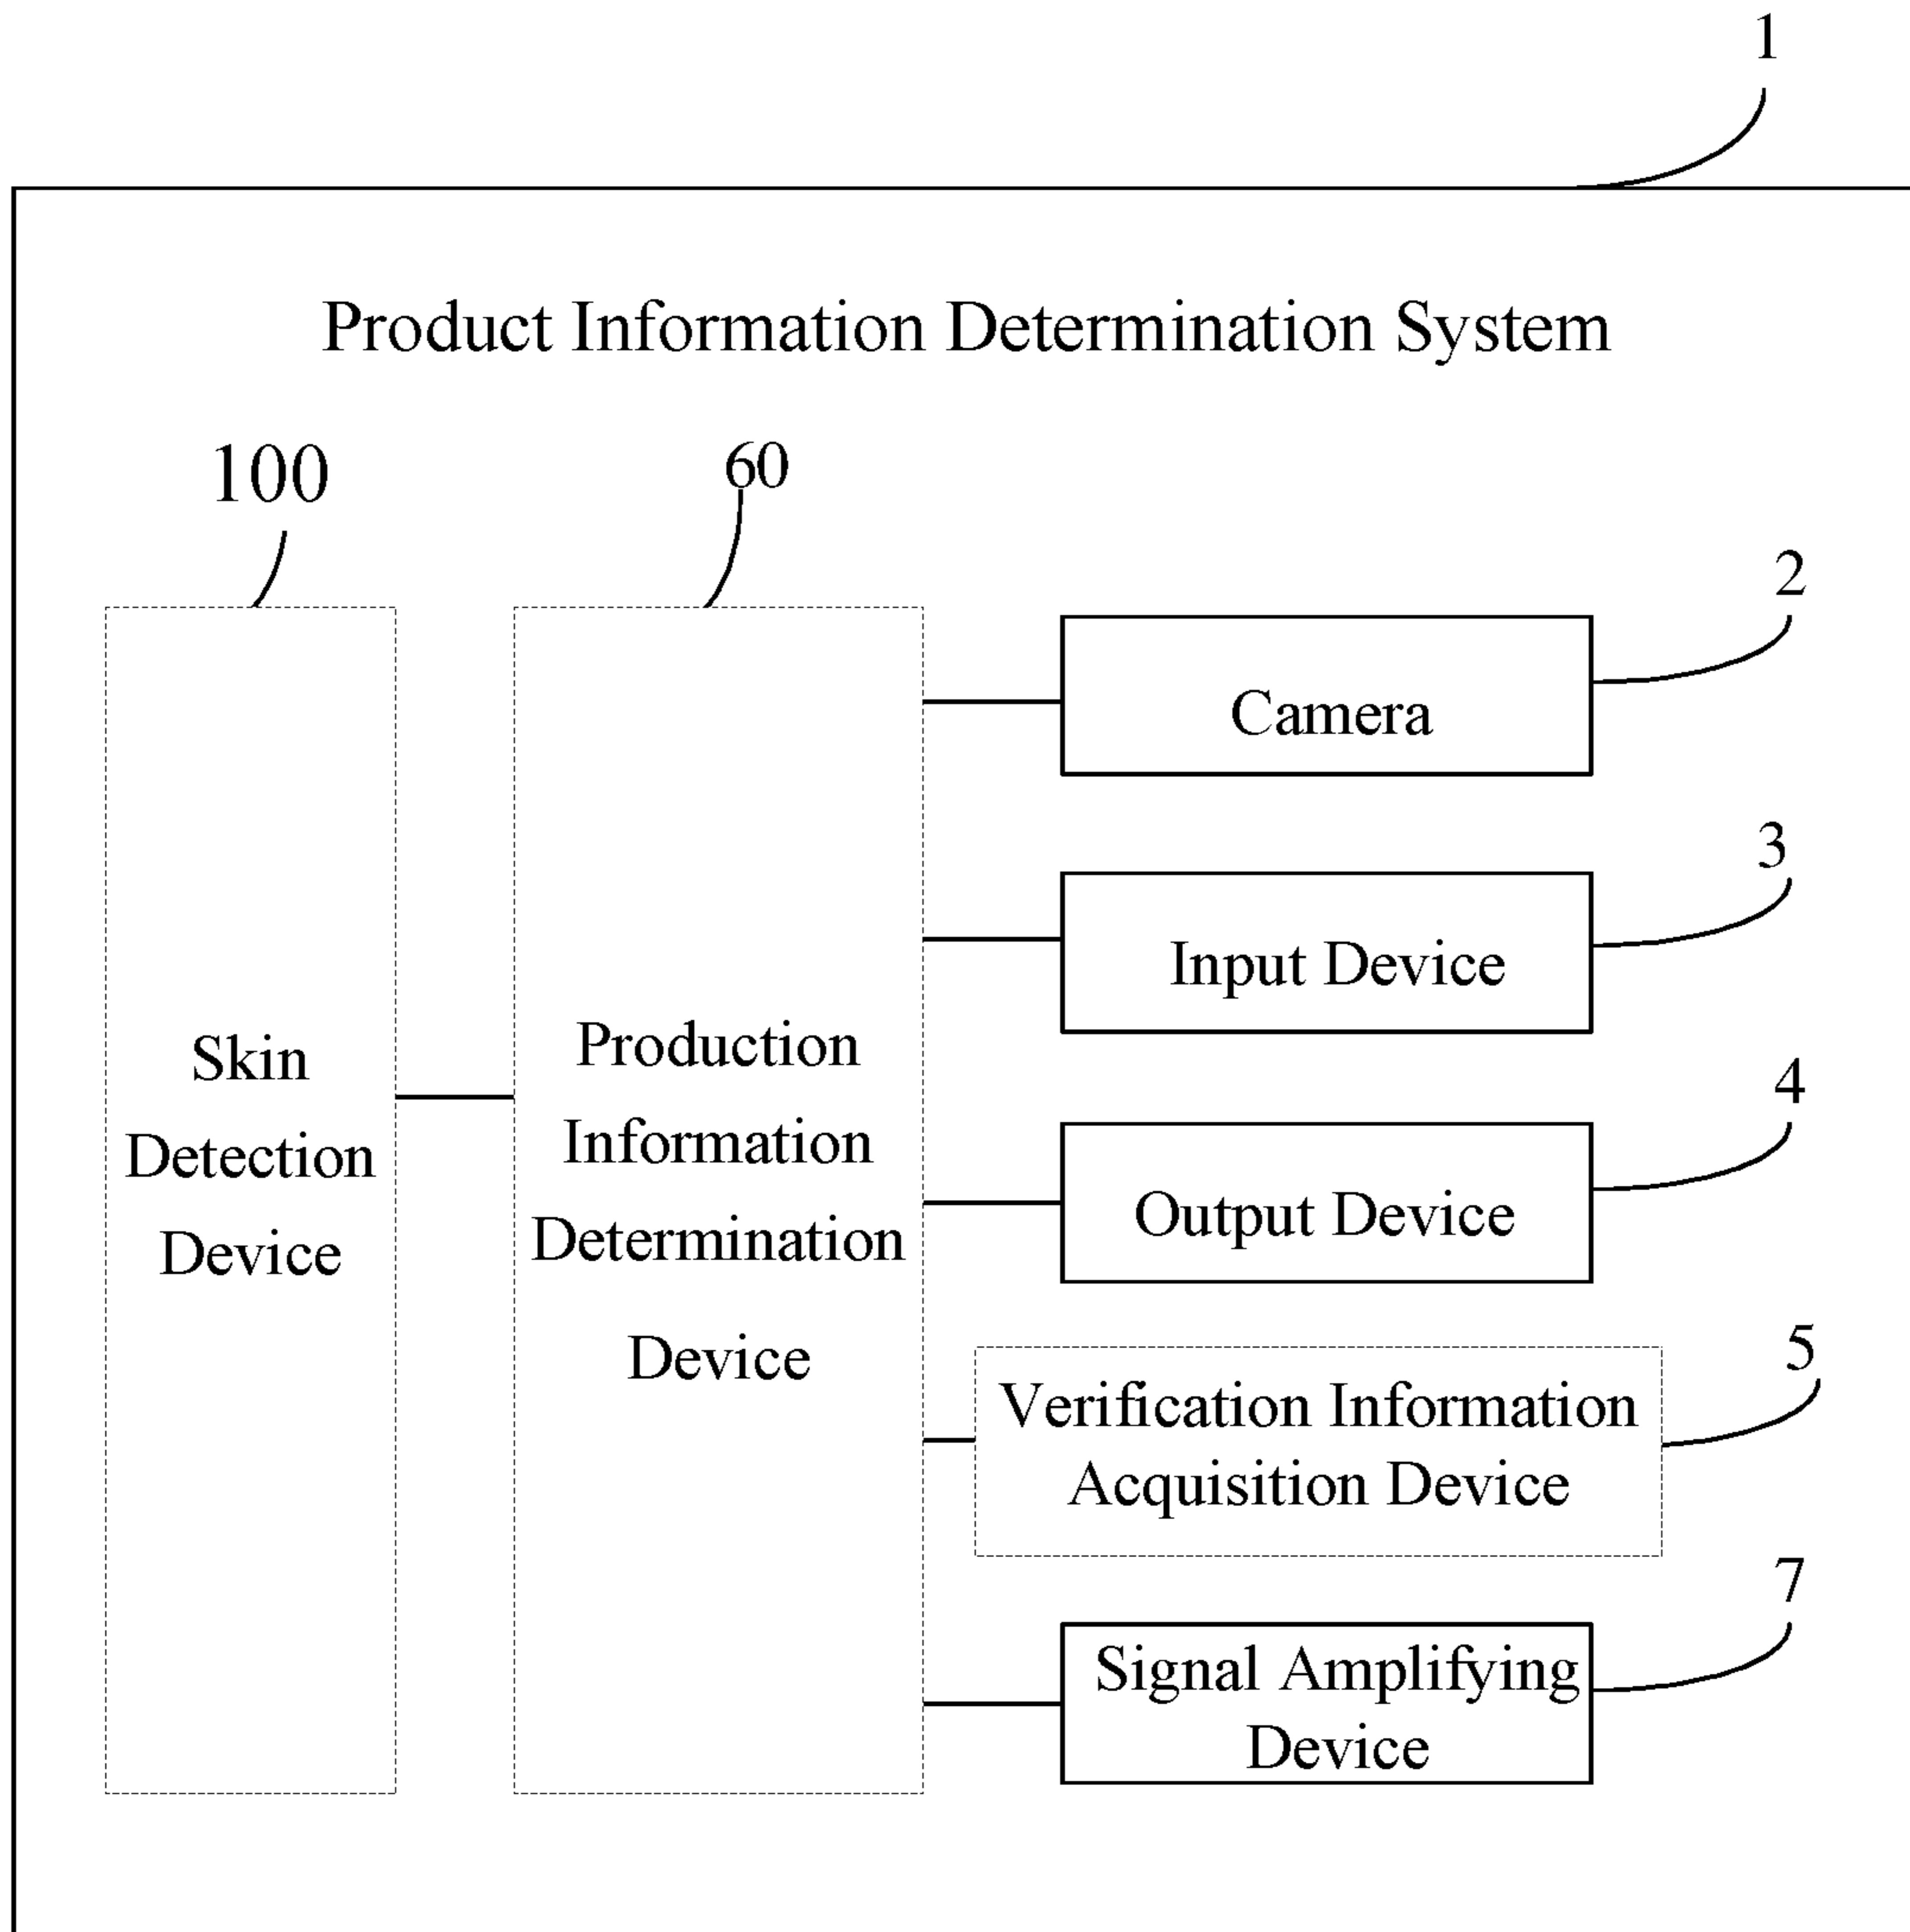 1
Product Information Determination System
100
60
2
Camera
3
Input Device
4
Output Device
Skin
Detection
Device
Production
Information
Determination
Device
5
Verification Information
Acquisition Device
7
Signal Amplifying
Device